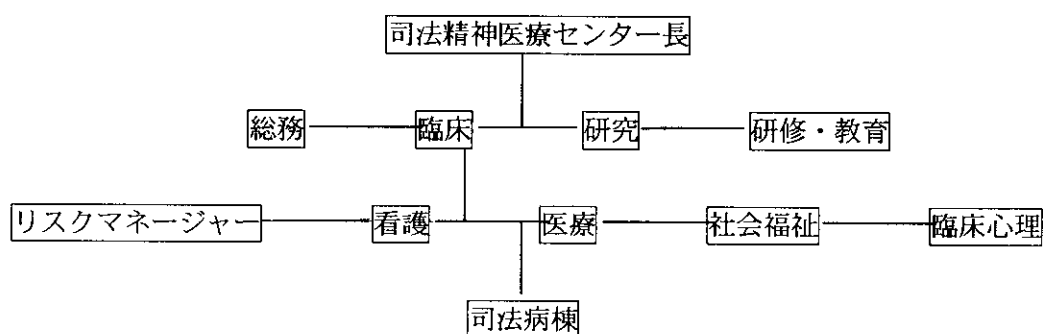 司法精神医療センター長
総務 臨床 研究 研修・教育
リスクマネージャー 看護 医療 社会福祉 臨床心理
司法病棟